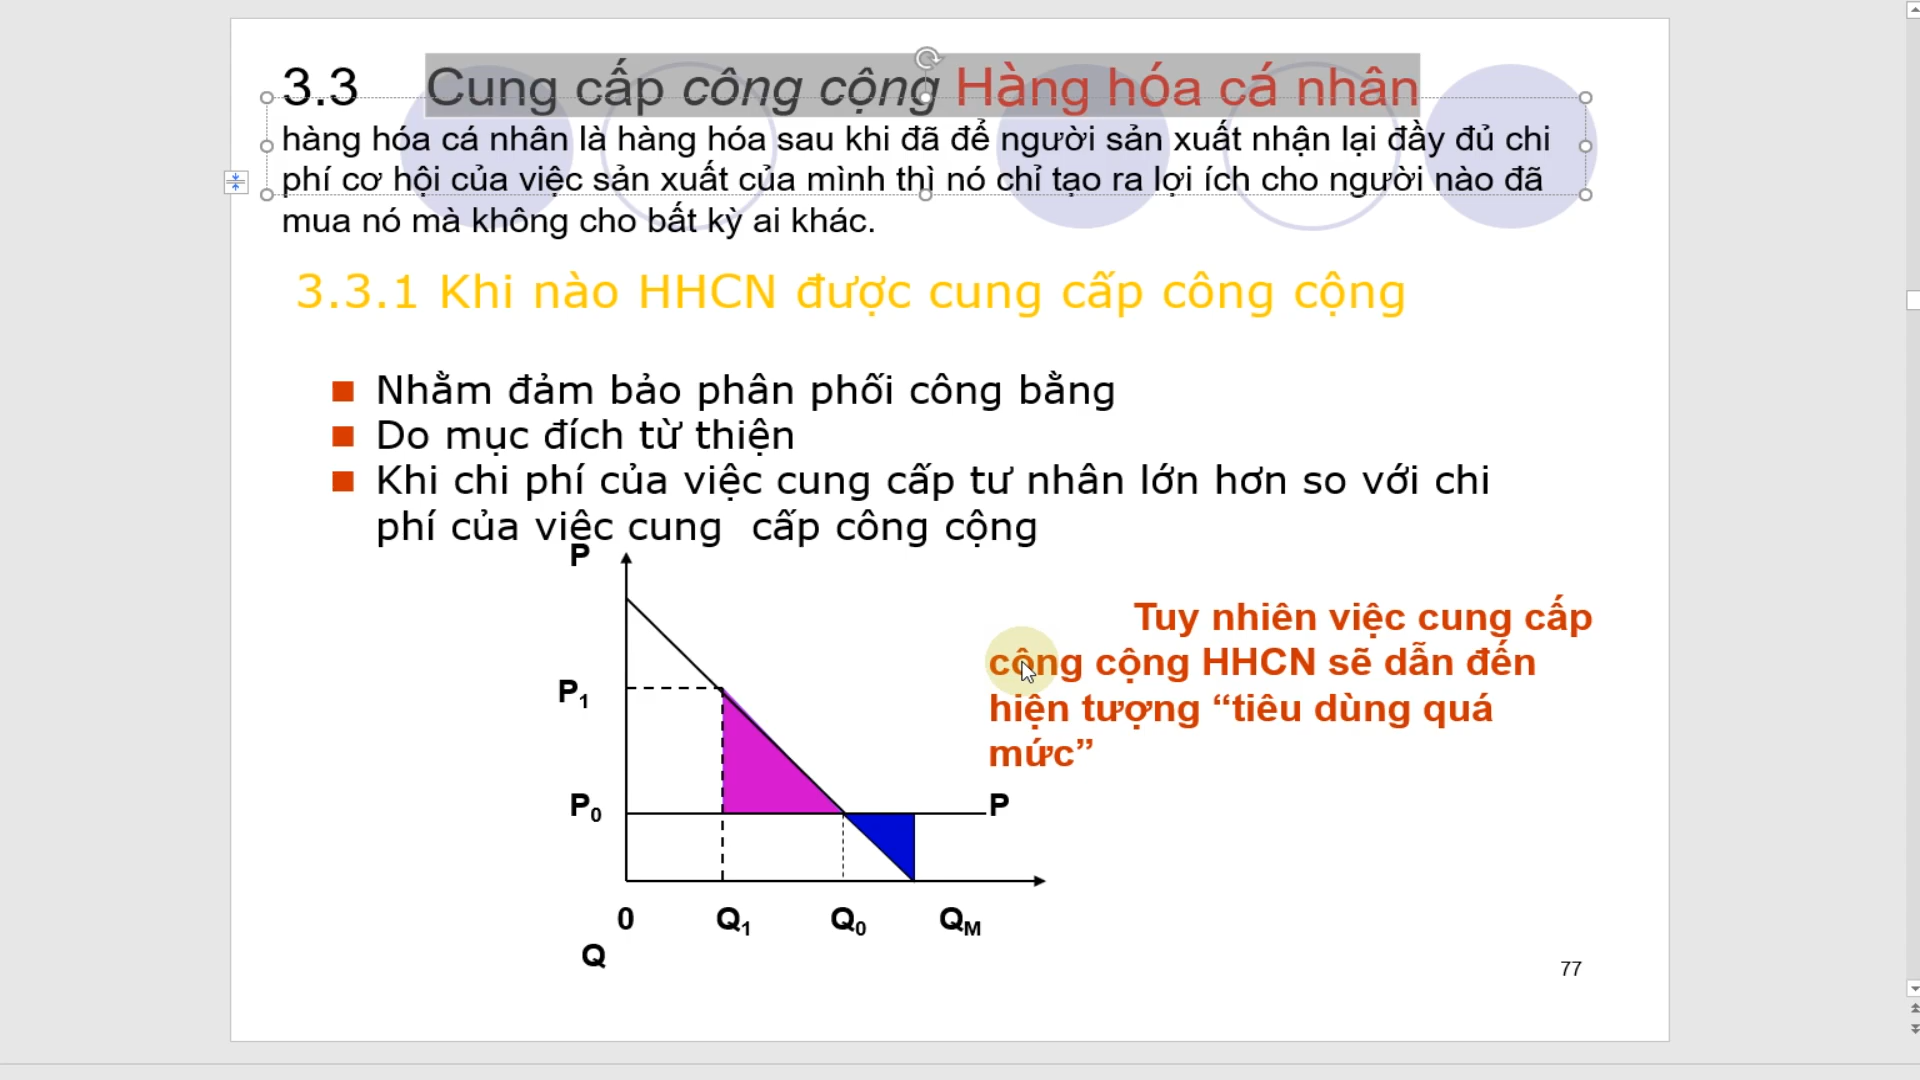 3.3 Cung cấp công cộng Hàng hóa cá nhân
hàng hóa cá nhân là hàng hóa sau khi đã để người sản xuất nhận lại đầy đủ chi
phí cơ hội của việc sản xuất của mình thì nó chỉ tạo ra lợi ích cho người nào đã
mua nó mà không cho bất kỳ ai khác.
3.3.1 Khi nào HHCN được cung cấp công cộng
Nhằm đảm bảo phân phối công bằng
Do mục đích từ thiện
Khi chi phí của việc cung cấp tư nhân lớn hơn so với chi
phí của việc cung cấp công cộng
P
Tuy nhiên việc cung cấp
công cộng HHCN sẽ dẫn đến
hiện tượng “tiêu dùng quá
mức”
P1
P0
P
0 Q1 Q0 QM
Q
77